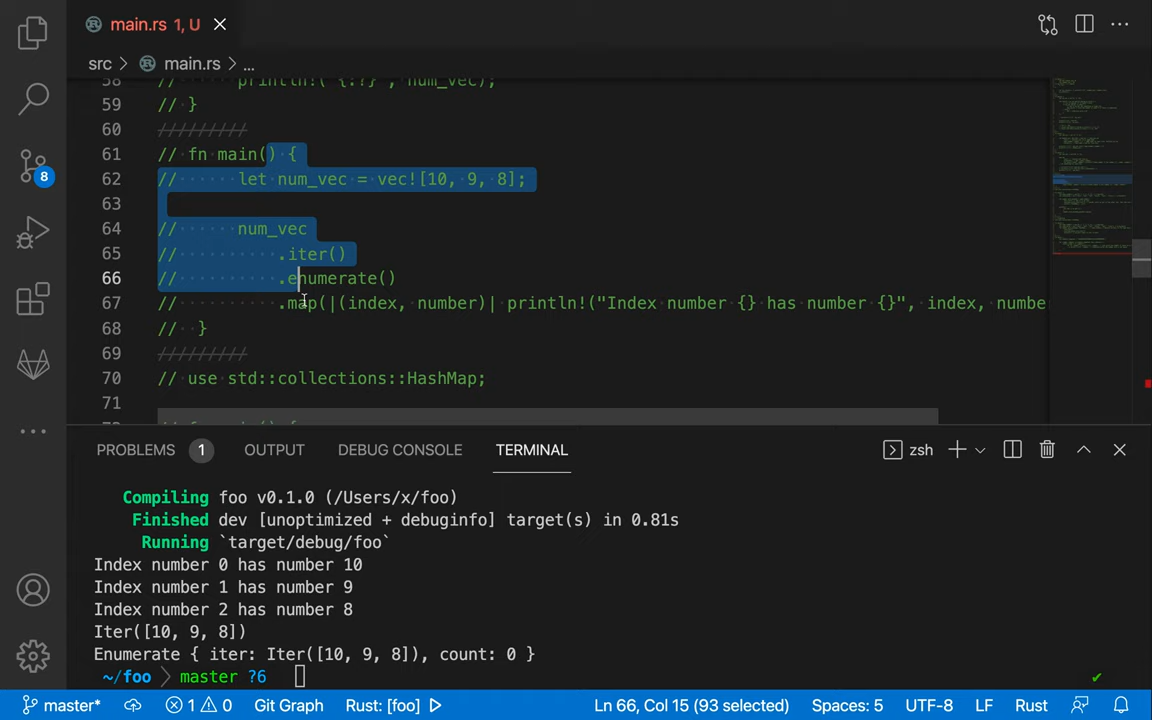 main.rs 1, U
src > main.rs > ...
58 // println!( {:?} , num_vec);
59 // }
60 /////////
61 // fn main() {
62 // let num_vec = vec![10, 9, 8];
63
64 // num_vec
65 // .iter()
66 // .enumerate()
67 // .map(|(index, number)| println!("Index number {} has number {}", index, numbe
68 // }
69 /////////
70 // use std::collections::HashMap;
71
8
PROBLEMS 1 OUTPUT DEBUG CONSOLE TERMINAL zsh
Compiling foo v0.1.0 (/Users/x/foo)
Finished dev [unoptimized + debuginfo] target(s) in 0.81s
Running `target/debug/foo`
Index number 0 has number 10
Index number 1 has number 9
Index number 2 has number 8
Iter([10, 9, 8])
Enumerate { iter: Iter([10, 9, 8]), count: 0 }
~/foo master ?6
master* 1 0 Git Graph Rust: [foo] Ln 66, Col 15 (93 selected) Spaces: 5 UTF-8 LF Rust